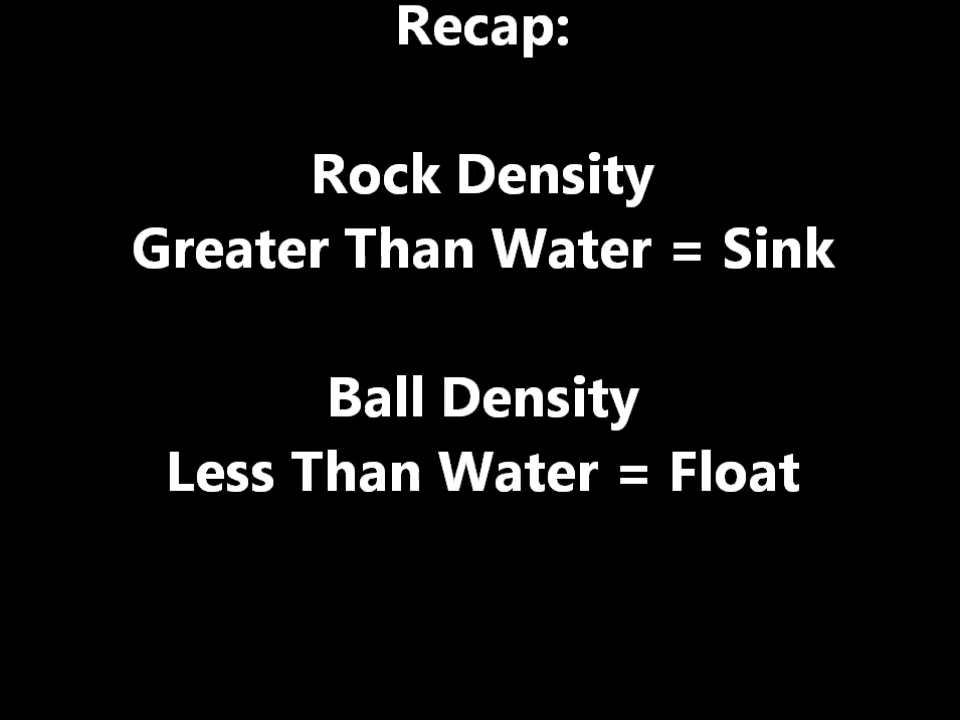 Recap:
Rock Density
Greater Than Water = Sink
Ball Density
Less Than Water = Float